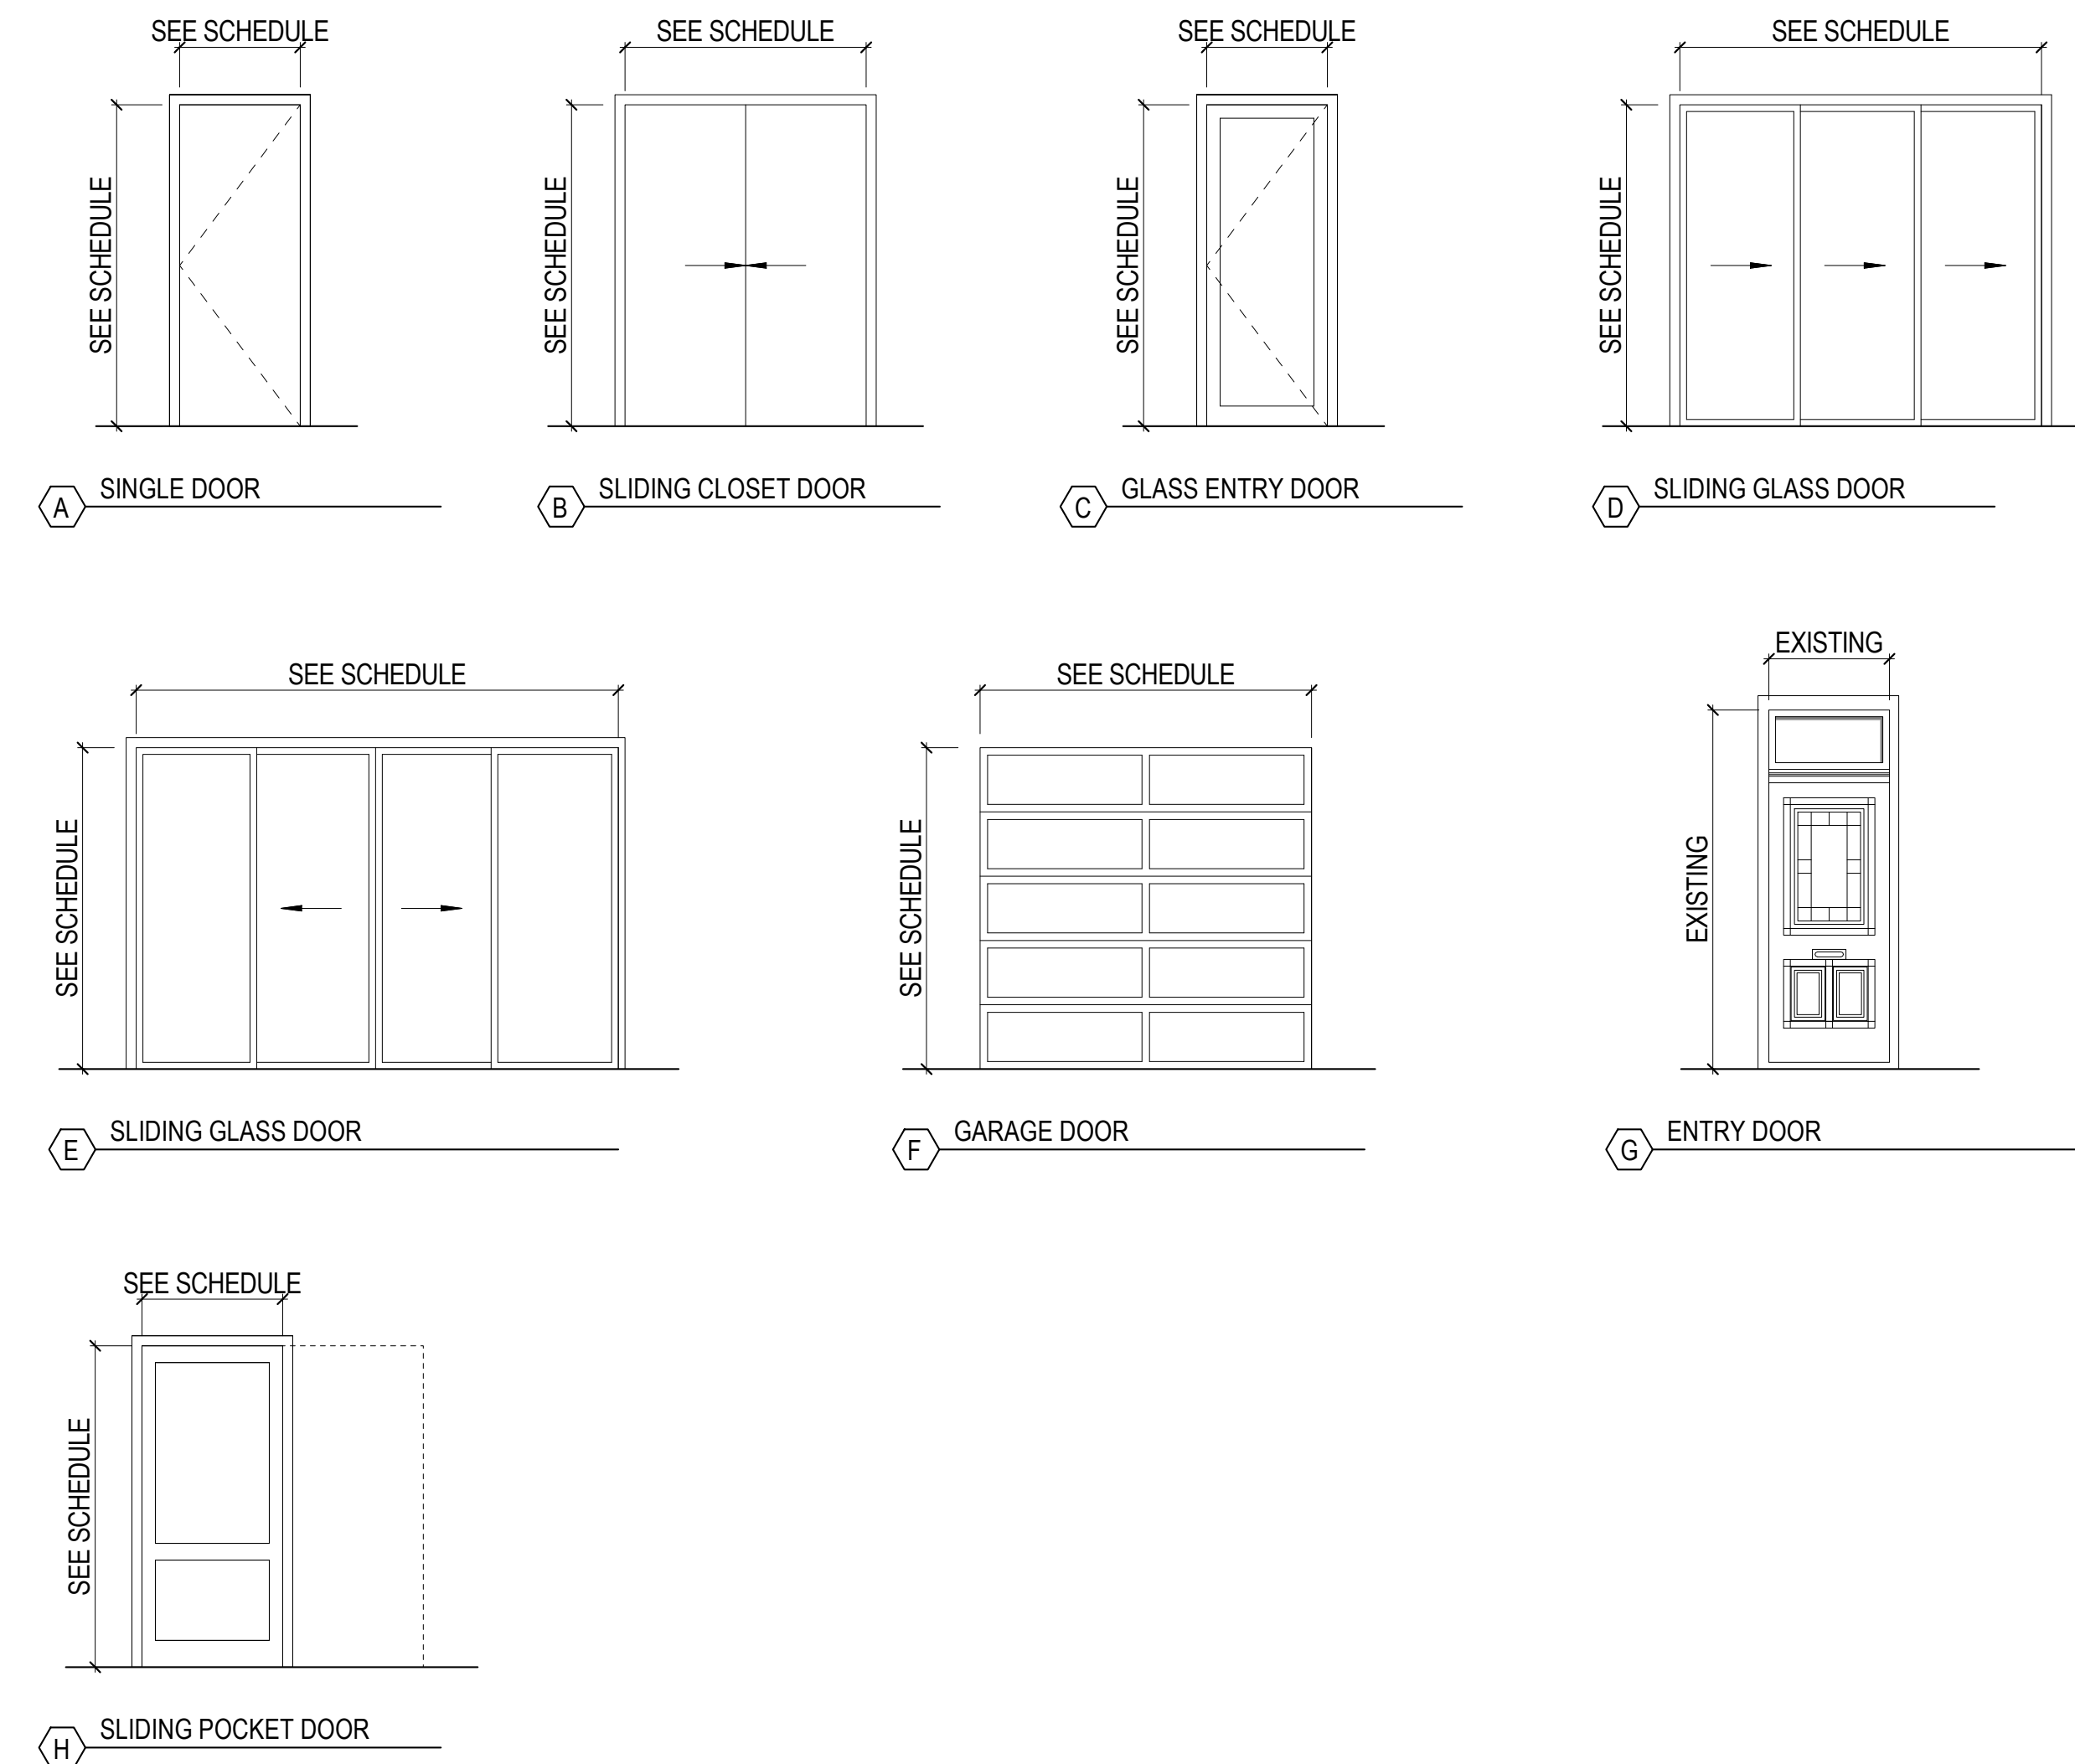 SEE SCHEDULE
SEE SCHEDULE
A SINGLE DOOR
SEE SCHEDULE
SEE SCHEDULE
B SLIDING CLOSET DOOR
SEE SCHEDULE
SEE SCHEDULE
C GLASS ENTRY DOOR
SEE SCHEDULE
SEE SCHEDULE
D SLIDING GLASS DOOR
SEE SCHEDULE
SEE SCHEDULE
E SLIDING GLASS DOOR
SEE SCHEDULE
SEE SCHEDULE
F GARAGE DOOR
EXISTING
EXISTING
G ENTRY DOOR
SEE SCHEDULE
SEE SCHEDULE
H SLIDING POCKET DOOR